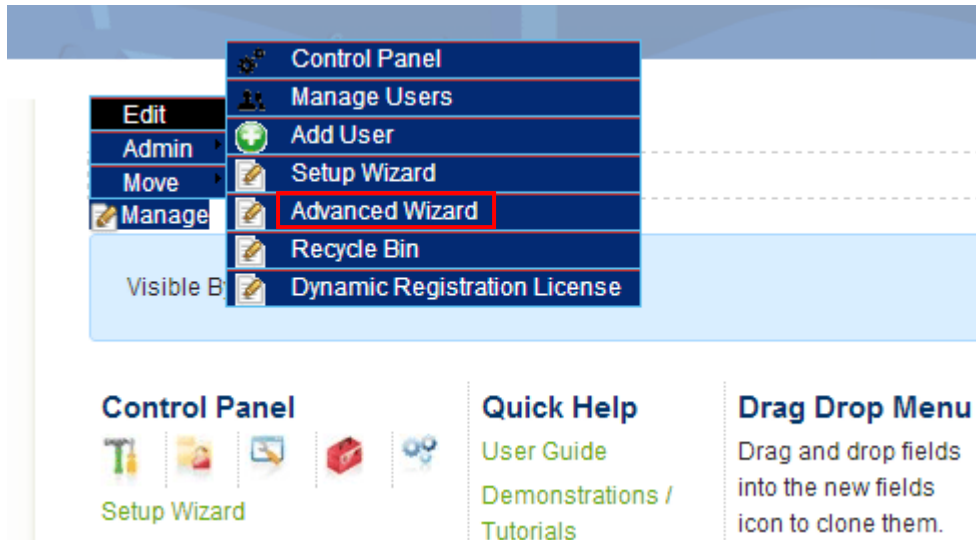 Control Panel
Manage Users
Add User
Setup Wizard
Advanced Wizard
Recycle Bin
Dynamic Registration License
Edit
Admin
Move
Manage
Visible B
Control Panel
Setup Wizard
Quick Help
User Guide
Demonstrations /
Tutorials
Drag Drop Menu
Drag and drop fields
into the new fields
icon to clone them.